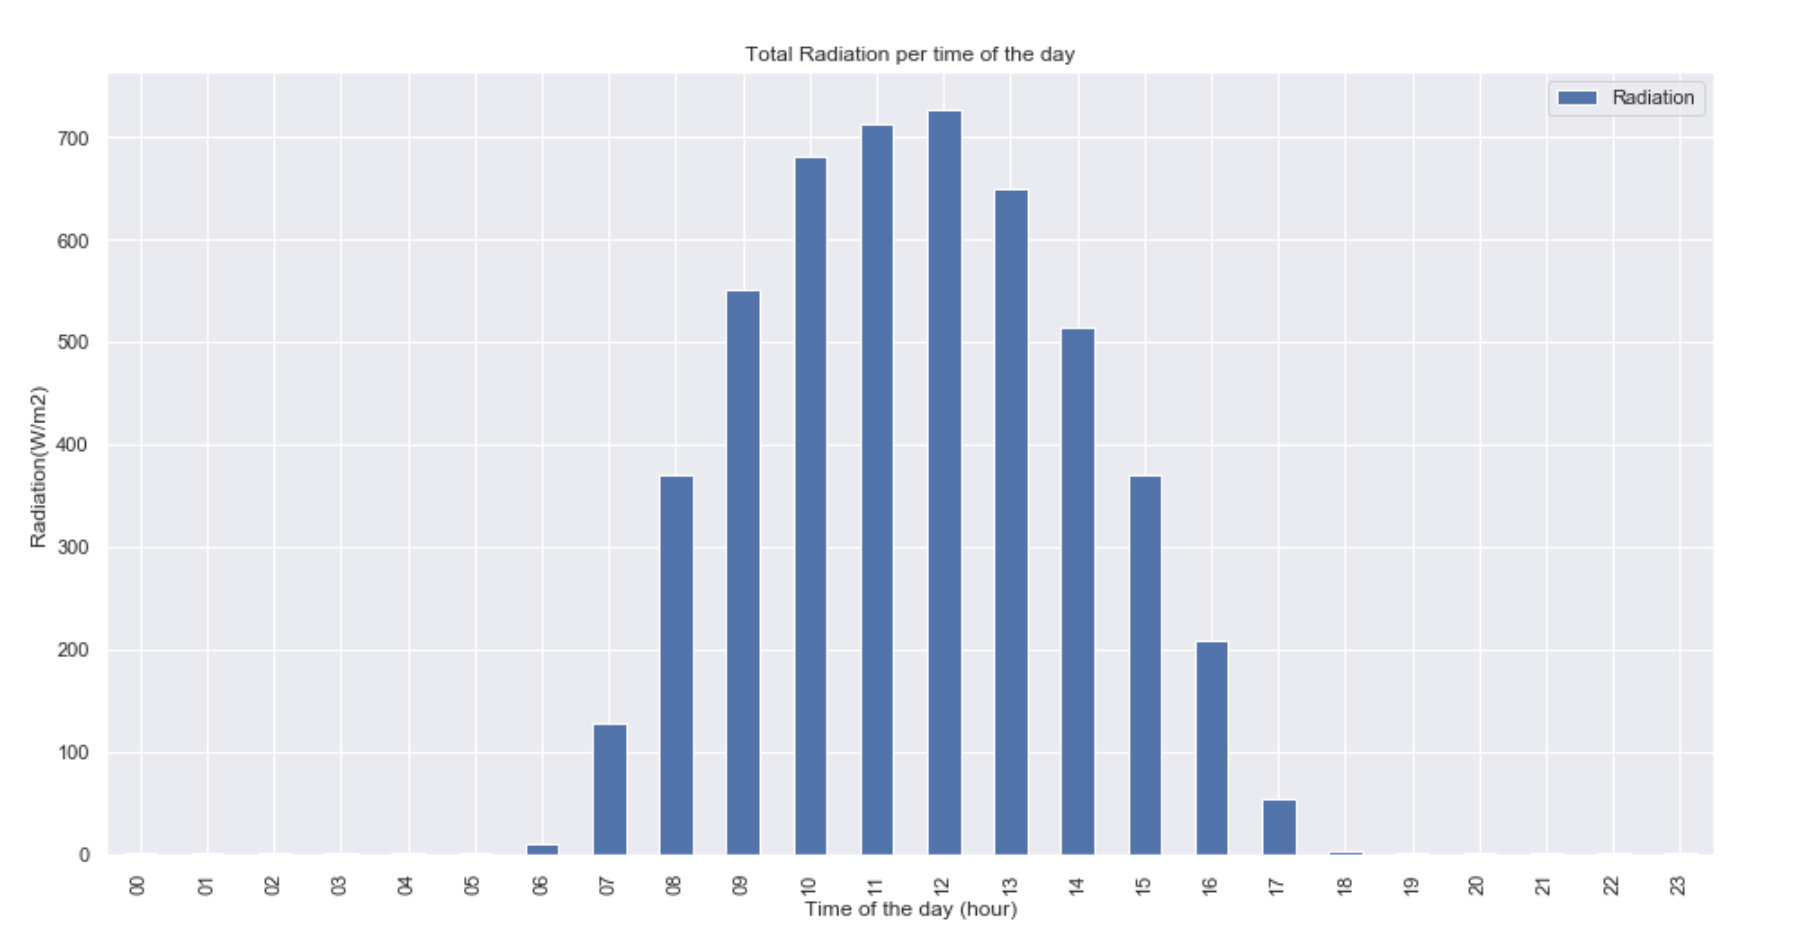 Total Radiation per time of the day
Radiation
700
600
500
400
300
200
100
0
Radiation(W/m2)
00 01 02 03 04 05 06 07 08 09 10 11 12 13 14 15 16 17 18 19 20 21 22 23
Time of the day (hour)